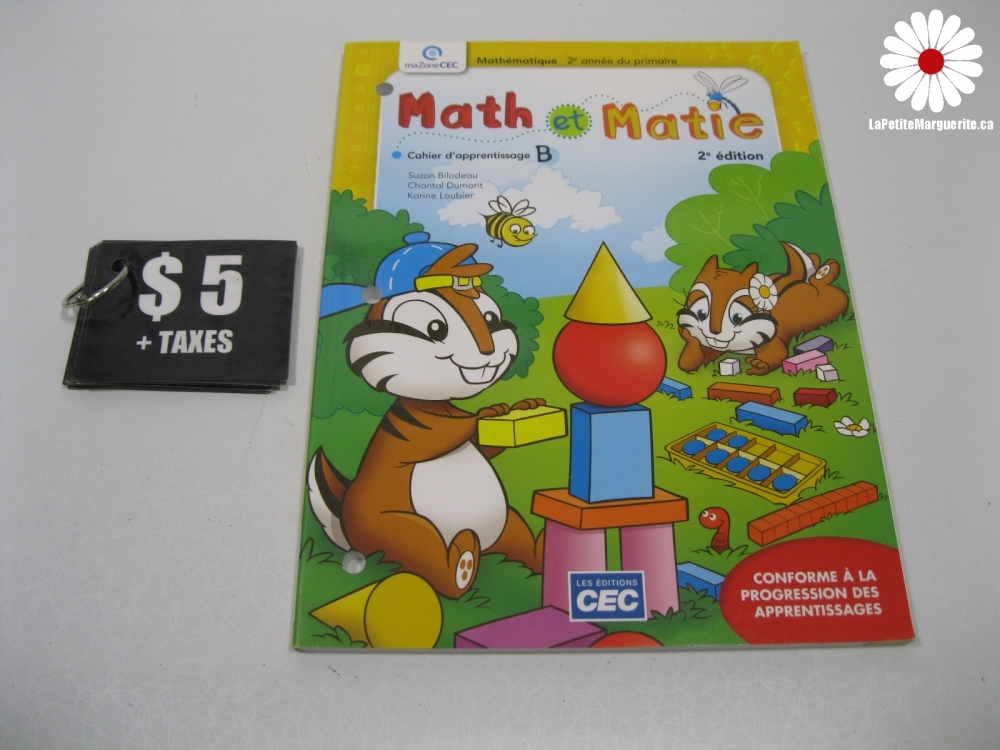 maZoneCEC
Mathématique 2e année du primaire
Math et Matie
Cahier d'apprentissage B
2e édition
Suzon Bilodeau
Chantal Dumont
Karine Loubier
$ 5
+ TAXES
LES ÉDITIONS
CEC
CONFORME À LA
PROGRESSION DES
APPRENTISSAGES
LaPetiteMarguerite.ca